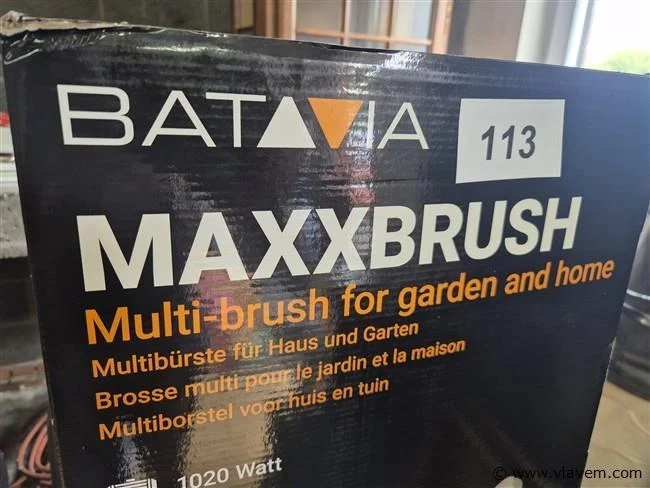 BATAVIA
113
MAXXBRUSH
Multi-brush for garden and home
Multibürste für Haus und Garten
Brosse multi pour le jardin et la maison
Multiborstel voor huis en tuin
1020 Watt
© www.vlavem.com